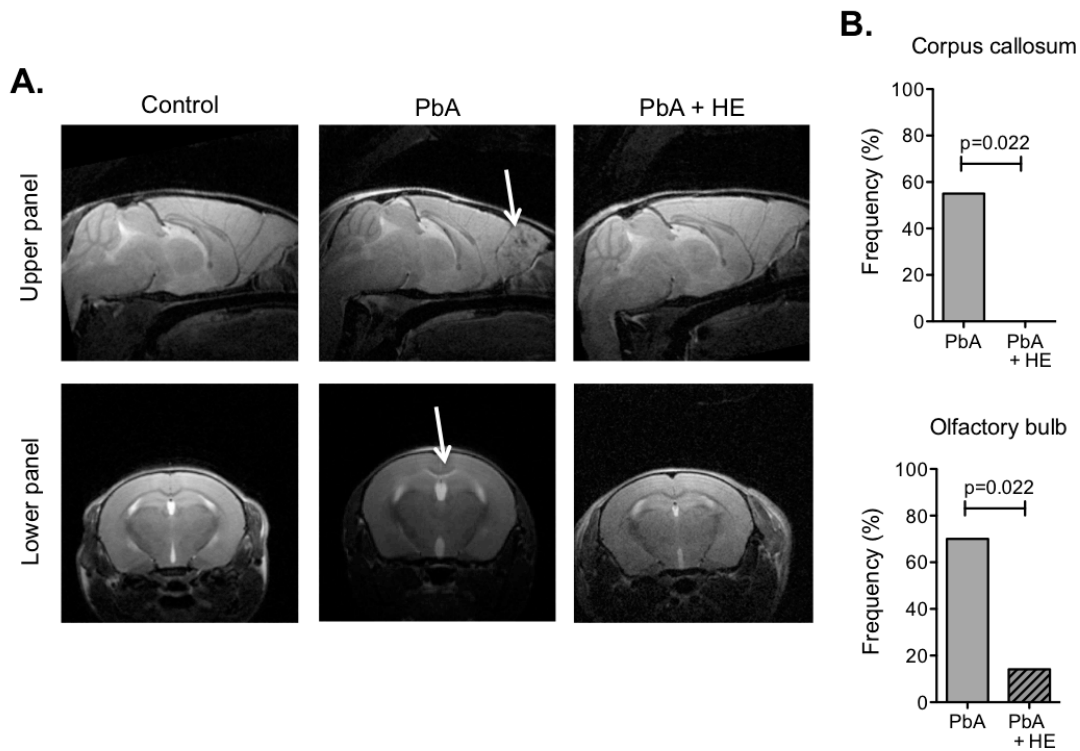 A.
Control
PbA
PbA + HE
Upper panel
Lower panel
B.
Corpus callosum
Frequency (%)
100
80
60
40
20
0
p=0.022
PbA
PbA
+ HE
Olfactory bulb
Frequency (%)
100
80
60
40
20
0
p=0.022
PbA
PbA
+ HE